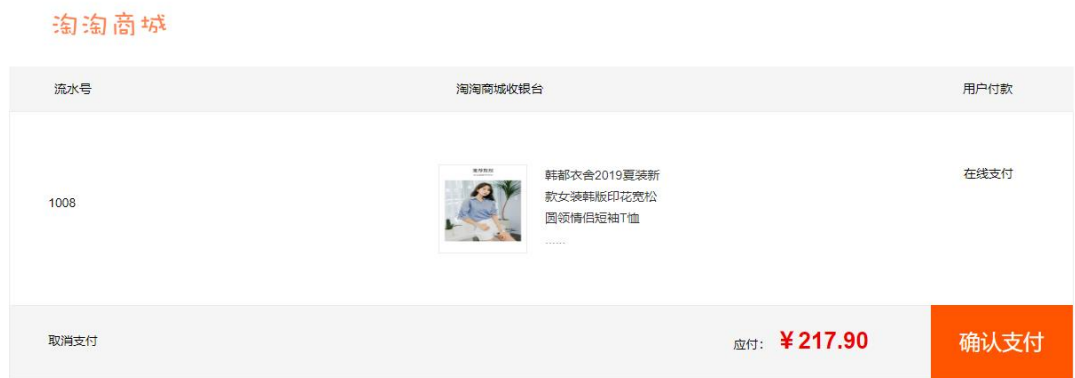 淘淘商城
流水号
淘淘商城收银台
用户付款
1008
韩都衣舍2019夏装新
款女装韩版印花宽松
圆领情侣短袖T恤
……
在线支付
取消支付
应付：
¥217.90
确认支付